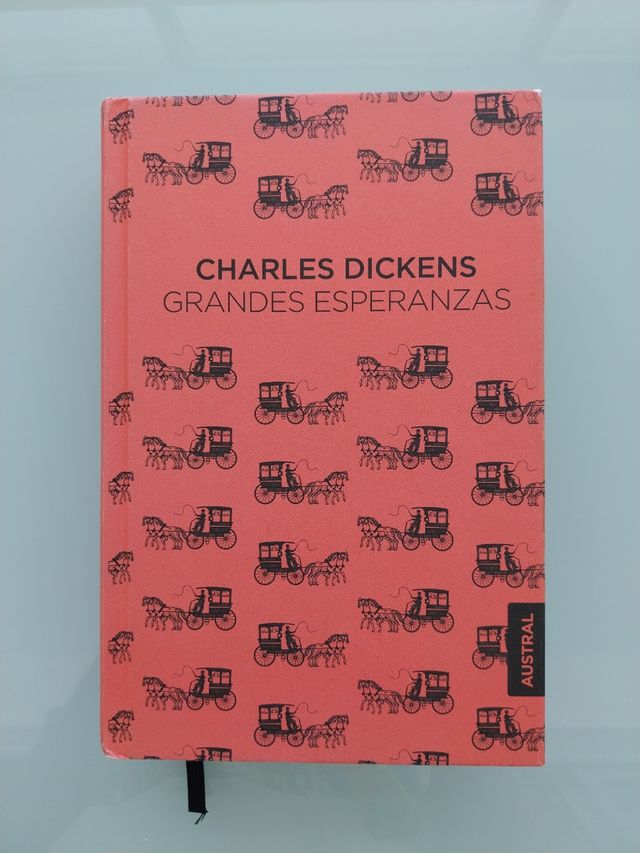 CHARLES DICKENS
GRANDES ESPERANZAS
AUSTRAL